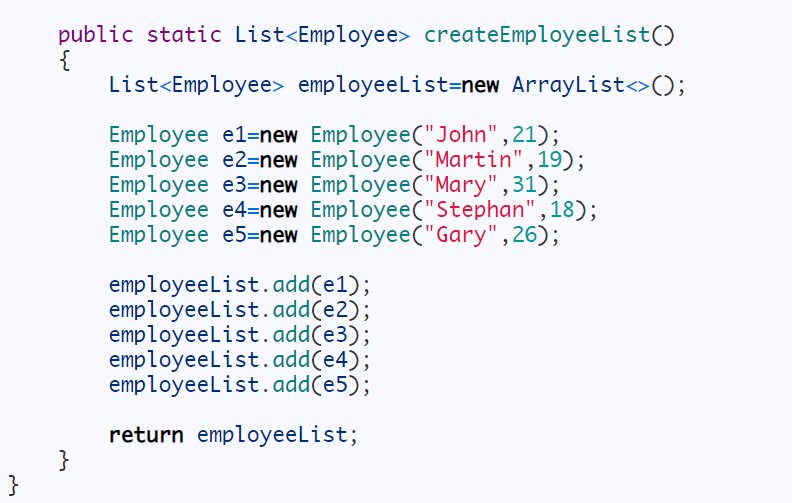 public static List<Employee> createEmployeeList()
{
List<Employee> employeeList=new ArrayList<>();
Employee e1=new Employee("John",21);
Employee e2=new Employee("Martin",19);
Employee e3=new Employee("Mary",31);
Employee e4=new Employee("Stephan",18);
Employee e5=new Employee("Gary",26);
employeeList.add(e1);
employeeList.add(e2);
employeeList.add(e3);
employeeList.add(e4);
employeeList.add(e5);
return employeeList;
}
}